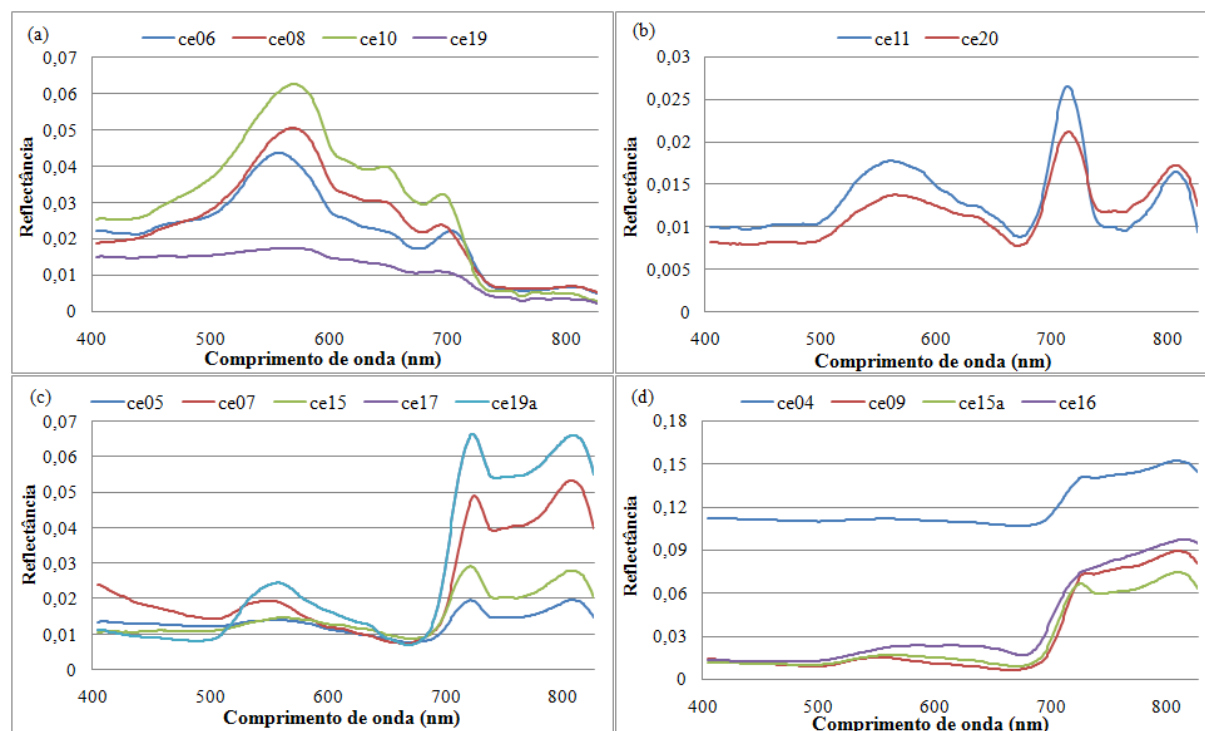 (a)
ce06 ce08 ce10 ce19
0,07
0,06
0,05
0,04
0,03
0,02
0,01
0
Reflectância
400 500 600 700 800
Comprimento de onda (nm)
(b)
ce11 ce20
0,03
0,025
0,02
0,015
0,01
0,005
0
Reflectância
400 500 600 700 800
Comprimento de onda (nm)
(c)
ce05 ce07 ce15 ce17 ce19a
0,07
0,06
0,05
0,04
0,03
0,02
0,01
0
Reflectância
400 500 600 700 800
Comprimento de onda (nm)
(d)
ce04 ce09 ce15a ce16
0,18
0,15
0,12
0,09
0,06
0,03
0
Reflectância
400 500 600 700 800
Comprimento de onda (nm)